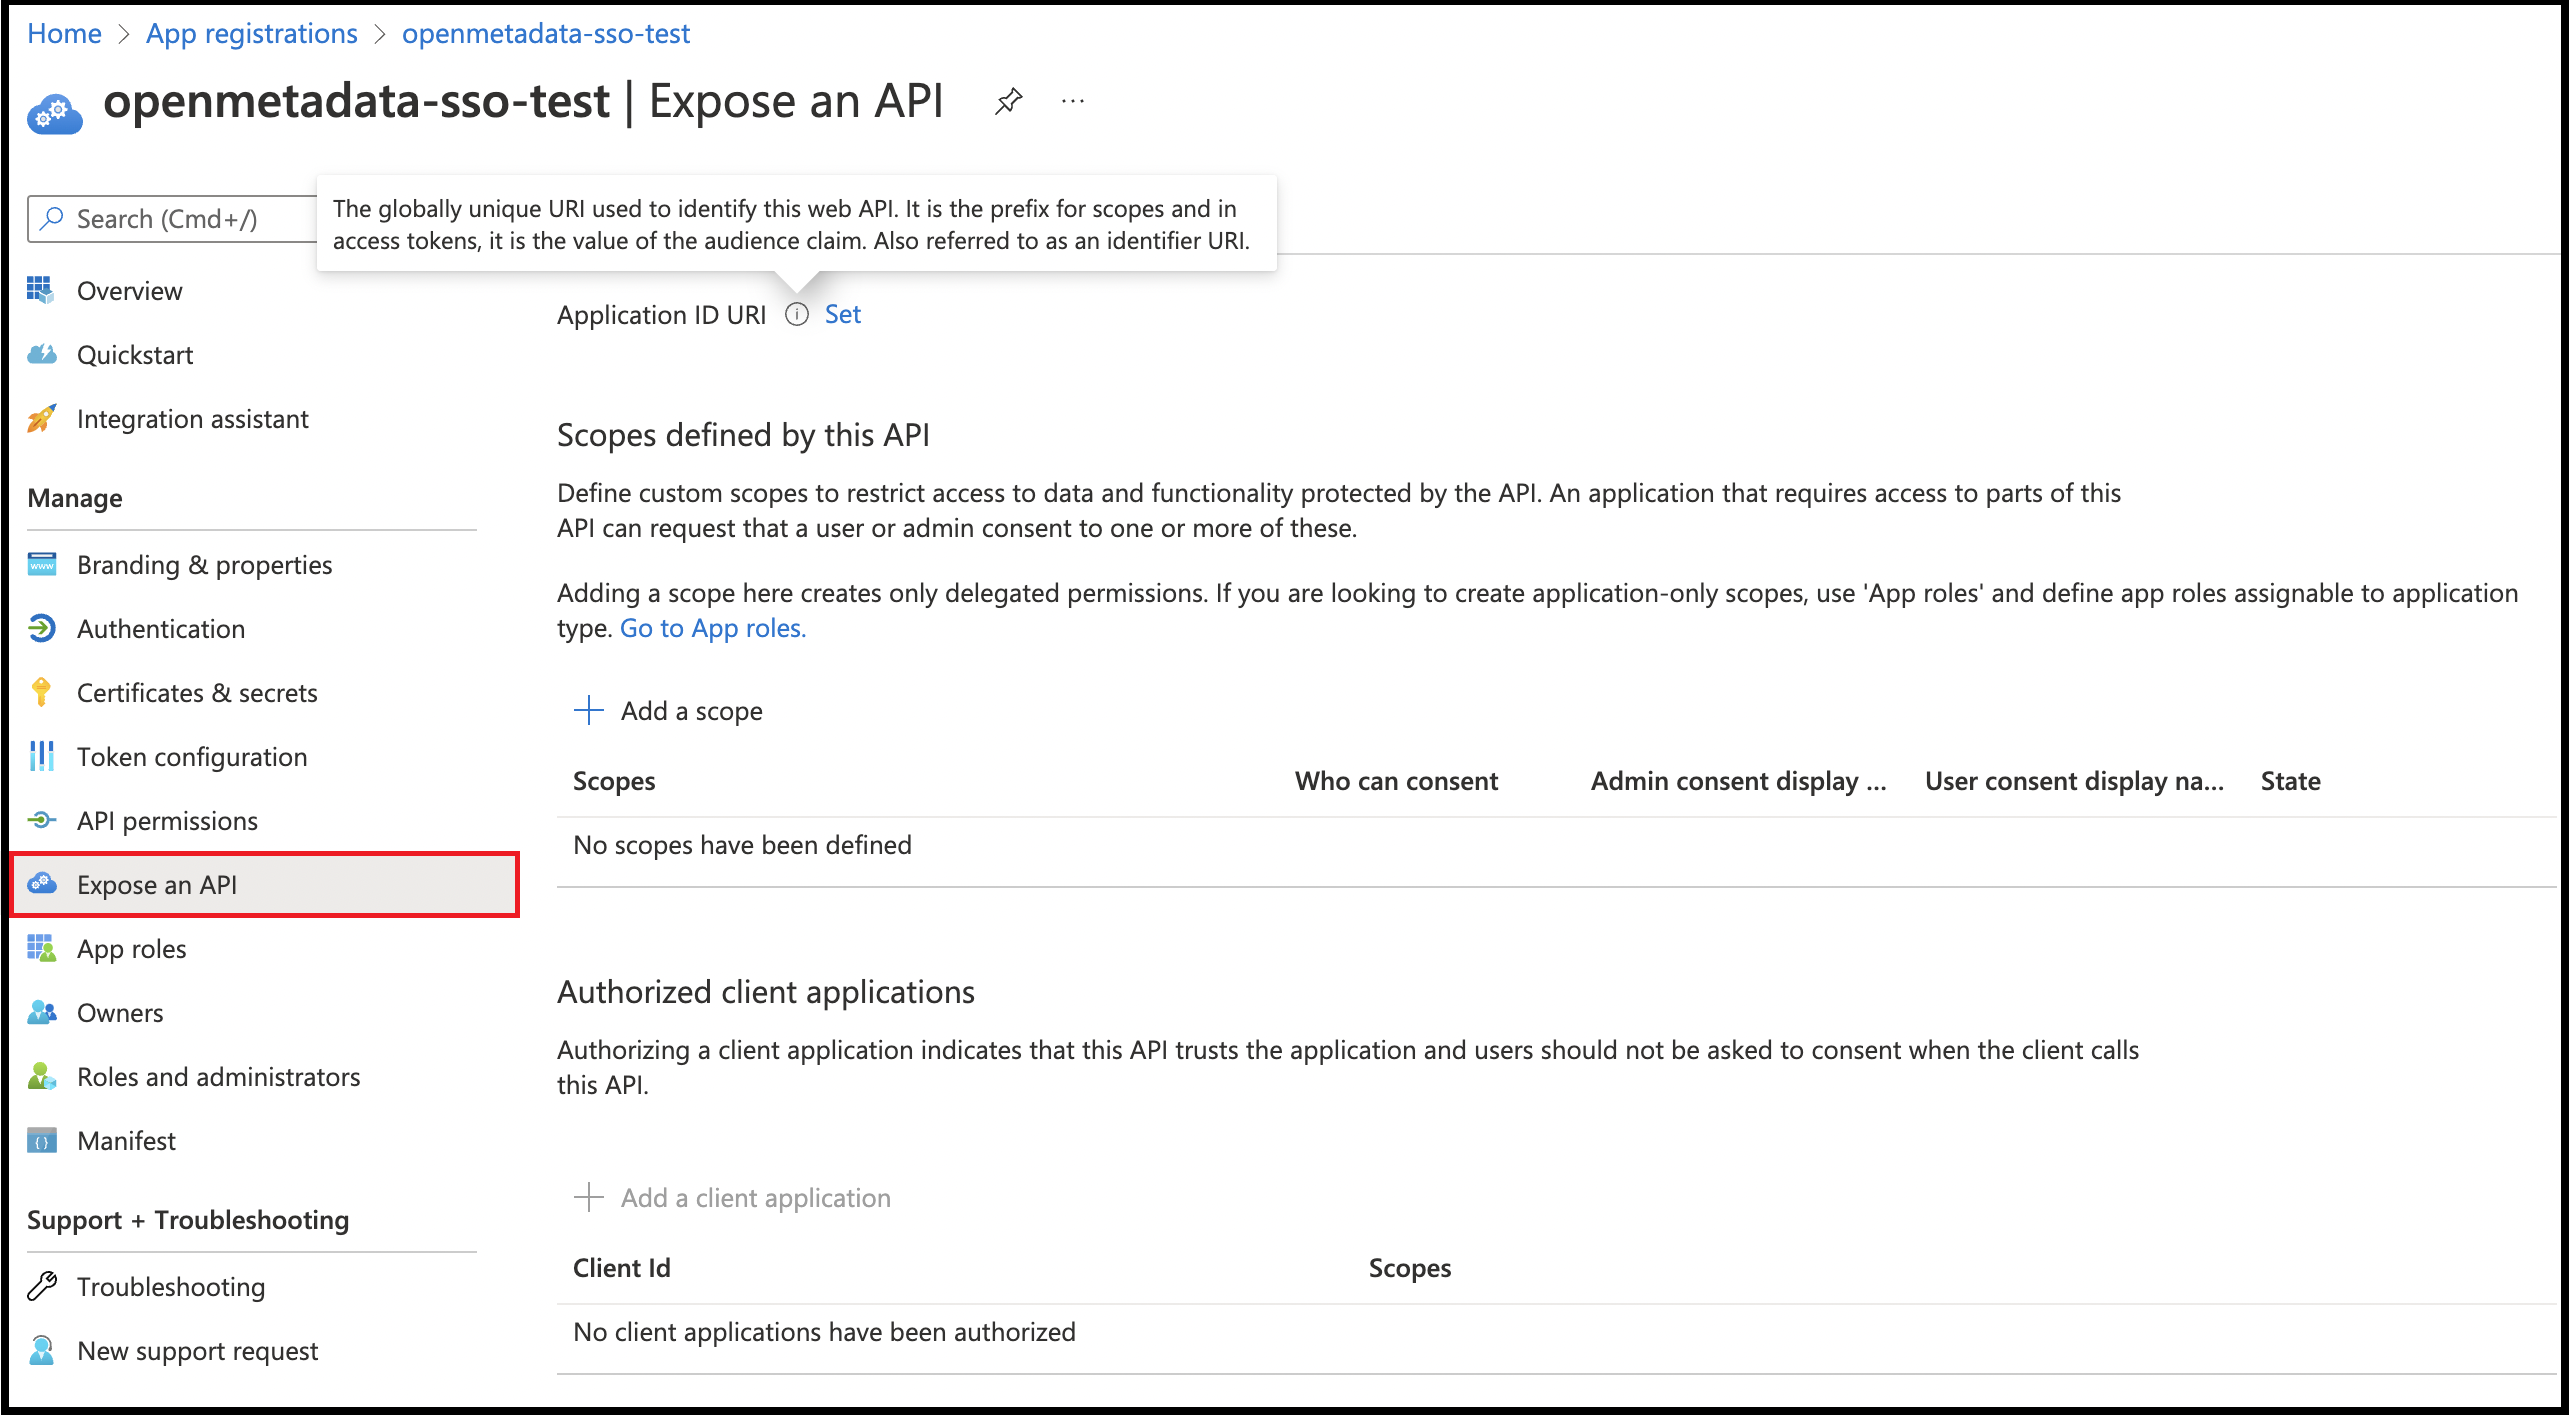 Home > App registrations > openmetadata-sso-test
openmetadata-sso-test | Expose an API ...
Search (Cmd+/)
The globally unique URI used to identify this web API. It is the prefix for scopes and in
access tokens, it is the value of the audience claim. Also referred to as an identifier URI.
Overview
Quickstart
Integration assistant
Manage
Branding & properties
Authentication
Certificates & secrets
Token configuration
API permissions
Expose an API
App roles
Owners
Roles and administrators
Manifest
Support + Troubleshooting
Troubleshooting
New support request
Application ID URI Set
Scopes defined by this API
Define custom scopes to restrict access to data and functionality protected by the API. An application that requires access to parts of this
API can request that a user or admin consent to one or more of these.
Adding a scope here creates only delegated permissions. If you are looking to create application-only scopes, use 'App roles' and define app roles assignable to application
type. Go to App roles.
Add a scope
Scopes Who can consent Admin consent display ... User consent display na... State
No scopes have been defined
Authorized client applications
Authorizing a client application indicates that this API trusts the application and users should not be asked to consent when the client calls
this API.
Add a client application
Client Id Scopes
No client applications have been authorized